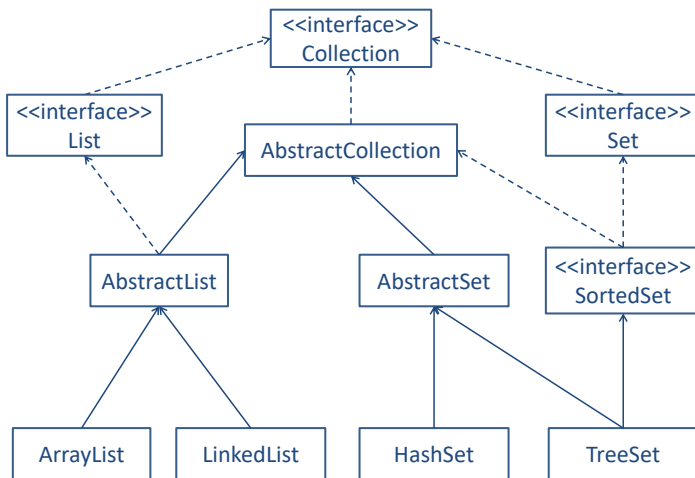 <<interface>>
Collection
<<interface>>
List
AbstractCollection
<<interface>>
Set
AbstractList
AbstractSet
<<interface>>
SortedSet
ArrayList
LinkedList
HashSet
TreeSet